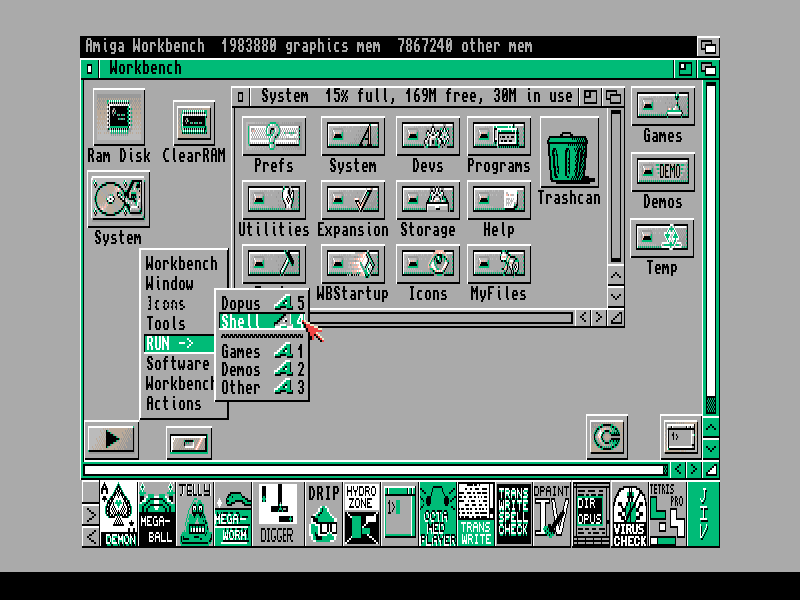 Amiga Workbench 1983880 graphics mem 7867240 other mem
Workbench
System 15% full, 169M free, 30M in use
Ram Disk
ClearRAM
System
Prefs
System
Devs
Programs
Trashcan
Utilities
Expansion
Storage
Help
WBStartup
Icons
MyFiles
Games
Demos
DEMO
Temp
Workbench
Window
Icons
Tools
RUN ->
Software
Workbench
Actions
Dopus A 5
Shell A 4
Games A 1
Demos A 2
Other A 3
1>
A
DEMON
MEGA-
BALL
JELLY
MEGA-
WORM
DIGGER
DRIP
HYDRO
ZONE
1>
OCTA
MED
PLAYER
TRANS
WRITE
TRANS
WRITE
SPELL
CHECK
DPAINT
IV
DIR
OPUS
VIRUS
CHECK
TETRIS
PRO